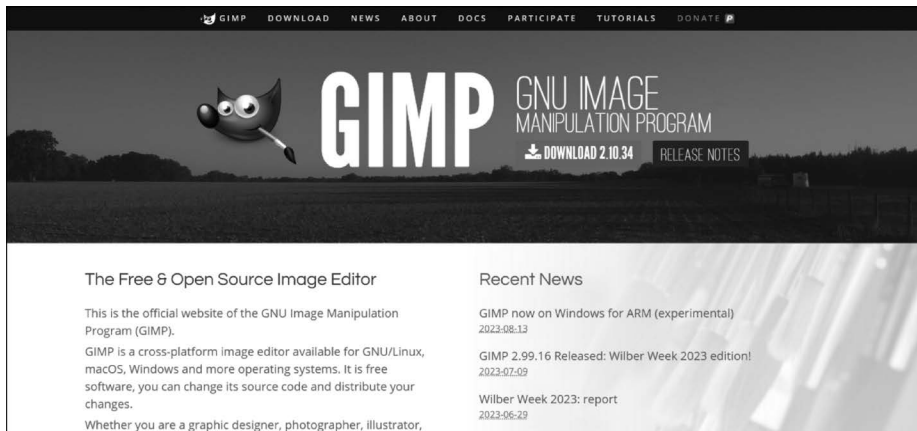 GIMP DOWNLOAD NEWS ABOUT DOCS PARTICIPATE TUTORIALS DONATE P
GIMP
GNU IMAGE
MANIPULATION PROGRAM
DOWNLOAD 2.10.34 RELEASE NOTES
The Free & Open Source Image Editor
This is the official website of the GNU Image Manipulation
Program (GIMP).
GIMP is a cross-platform image editor available for GNU/Linux,
macOS, Windows and more operating systems. It is free
software, you can change its source code and distribute your
changes.
Whether you are a graphic designer, photographer, illustrator,
Recent News
GIMP now on Windows for ARM (experimental)
2023-08-13
GIMP 2.99.16 Released: Wilber Week 2023 edition!
2023-07-09
Wilber Week 2023: report
2023-06-29